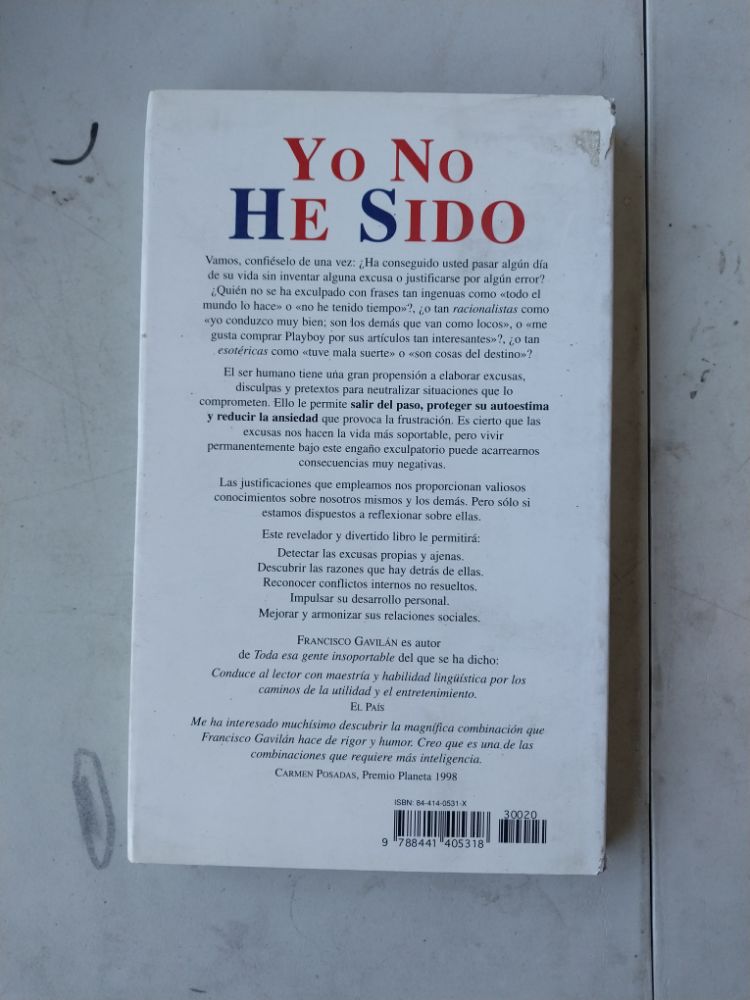 Yo No
He Sido
Vamos, confiéselo de una vez: ¿Ha conseguido usted pasar algún día
de su vida sin inventar alguna excusa o justificarse por algún error?
¿Quién no se ha exculpado con frases tan ingenuas como «todo el
mundo lo hace» o «no he tenido tiempo»?, ¿o tan racionalistas como
«yo conduzco muy bien; son los demás que van como locos», o «me
gusta comprar Playboy por sus artículos tan interesantes»?, ¿o tan
esotéricas como «tuve mala suerte» o «son cosas del destino»?
El ser humano tiene una gran propensión a elaborar excusas,
disculpas y pretextos para neutralizar situaciones que lo
comprometen. Ello le permite salir del paso, proteger su autoestima
y reducir la ansiedad que provoca la frustración. Es cierto que las
excusas nos hacen la vida más soportable, pero vivir
permanentemente bajo este engaño exculpatorio puede acarrearnos
consecuencias muy negativas.
Las justificaciones que empleamos nos proporcionan valiosos
conocimientos sobre nosotros mismos y los demás. Pero sólo si
estamos dispuestos a reflexionar sobre ellas.
Este revelador y divertido libro le permitirá:
Detectar las excusas propias y ajenas.
Descubrir las razones que hay detrás de ellas.
Reconocer conflictos internos no resueltos.
Impulsar su desarrollo personal.
Mejorar y armonizar sus relaciones sociales.
Francisco Gavilán es autor
de Toda esa gente insoportable del que se ha dicho:
Conduce al lector con maestría y habilidad lingüística por los
caminos de la utilidad y el entretenimiento.
El País
Me ha interesado muchísimo descubrir la magnífica combinación que
Francisco Gavilán hace de rigor y humor. Creo que es una de las
combinaciones que requiere más inteligencia.
Carmen Posadas, Premio Planeta 1998
ISBN: 84-414-0531-X
30020
9 788441 405318